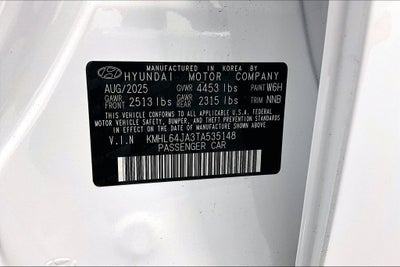 MANUFACTURED IN KOREA BY
HYUNDAI MOTOR COMPANY
AUG/2025 GVWR 4453 lbs PAINT W6H
GAWR FRONT 2513 lbs GAWR REAR 2315 lbs TRIM NNB
THIS VEHICLE CONFORMS TO ALL APPLICABLE U.S.A. FEDERAL
MOTOR VEHICLE SAFETY, BUMPER, AND THEFT PREVENTION
STANDARDS IN EFFECT ON THE DATE OF MANUFACTURE SHOWN ABOVE.
V.I.N KMHL64JA3TA535148
PASSENGER CAR